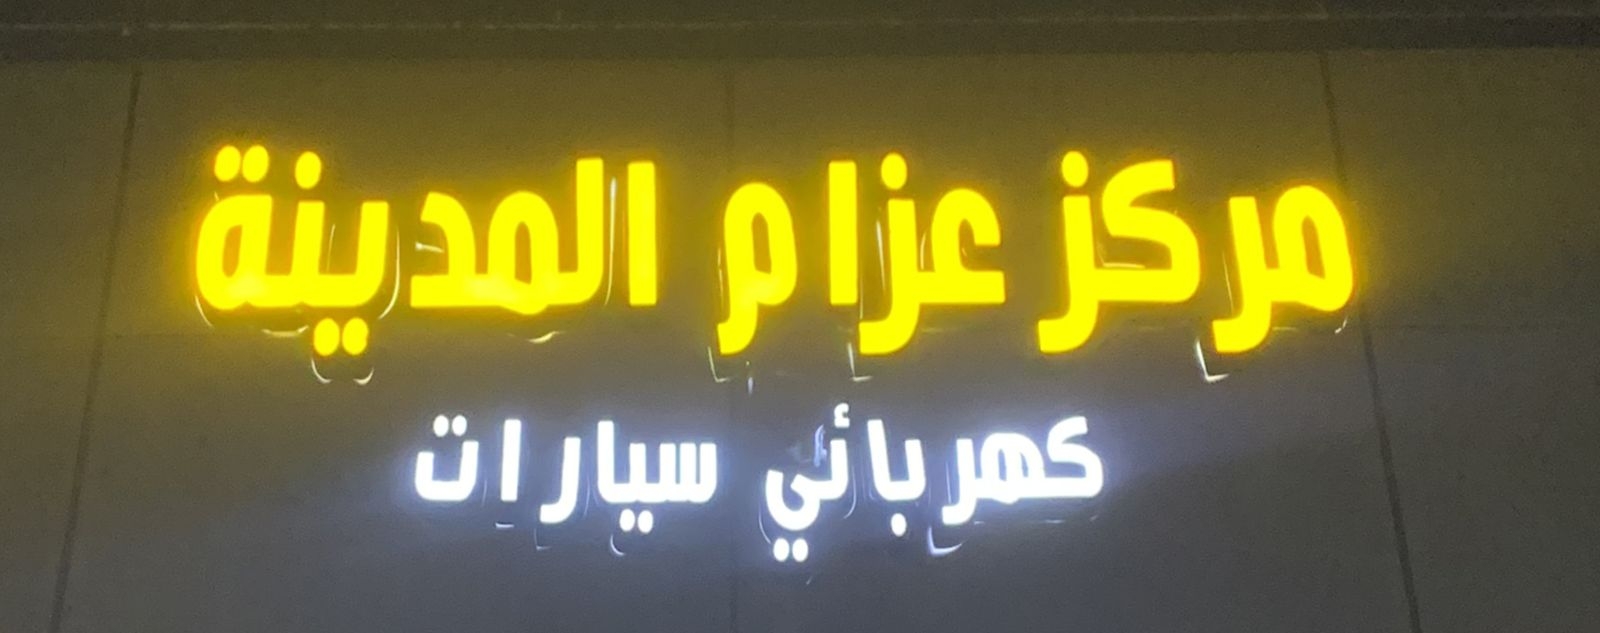 مركز عزام المدينة
كهربائي سيارات